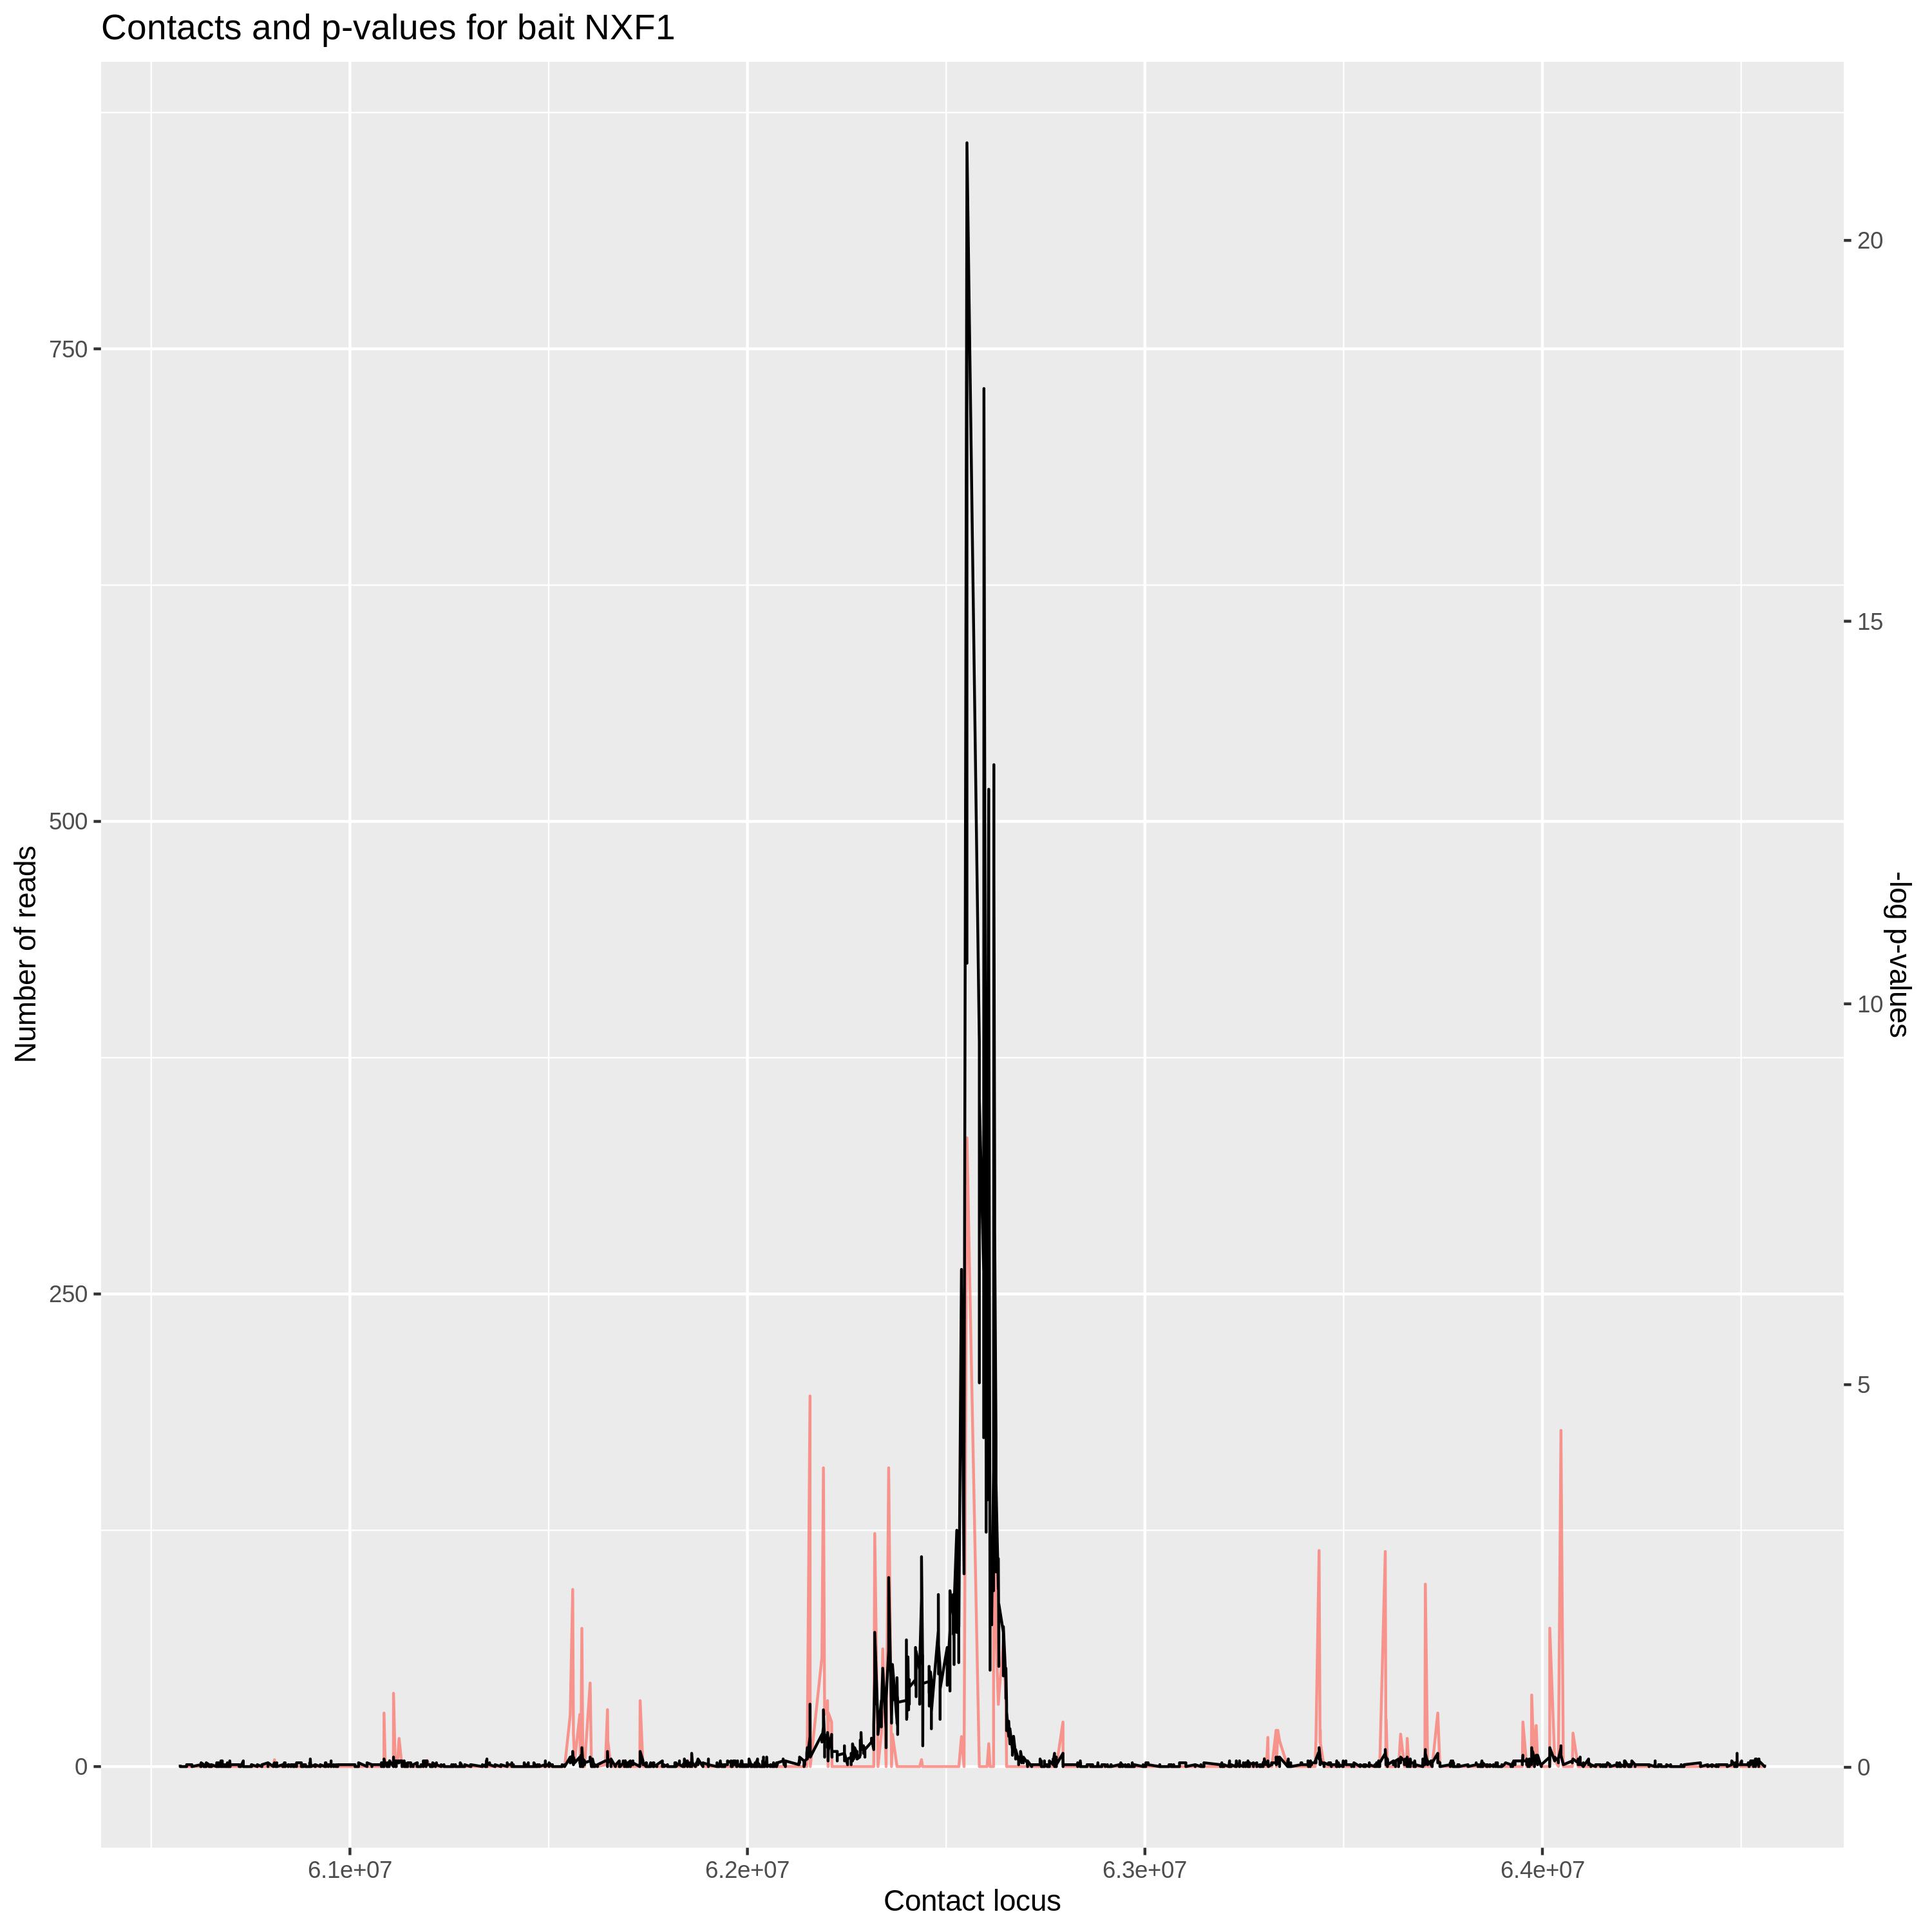 Contacts and p-values for bait NXF1
Number of reads
750
500
250
0
20
15
10
5
0
-log p-values
6.1e+07
6.2e+07
6.3e+07
6.4e+07
Contact locus